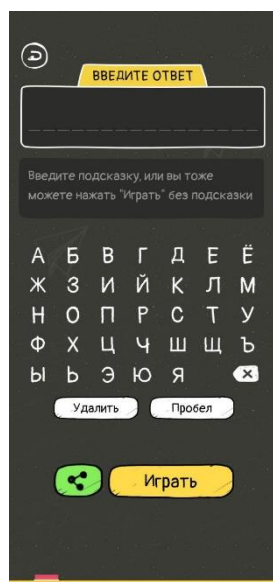 ВВЕДИТЕ ОТВЕТ
Введите подсказку, или вы тоже
можете нажать "Играть" без подсказки
А Б В Г Д Е Ё
Ж З И Й К Л М
Н О П Р С Т У
Ф Х Ц Ч Ш Щ Ъ
Ы Ь Э Ю Я
Удалить Пробел
Играть